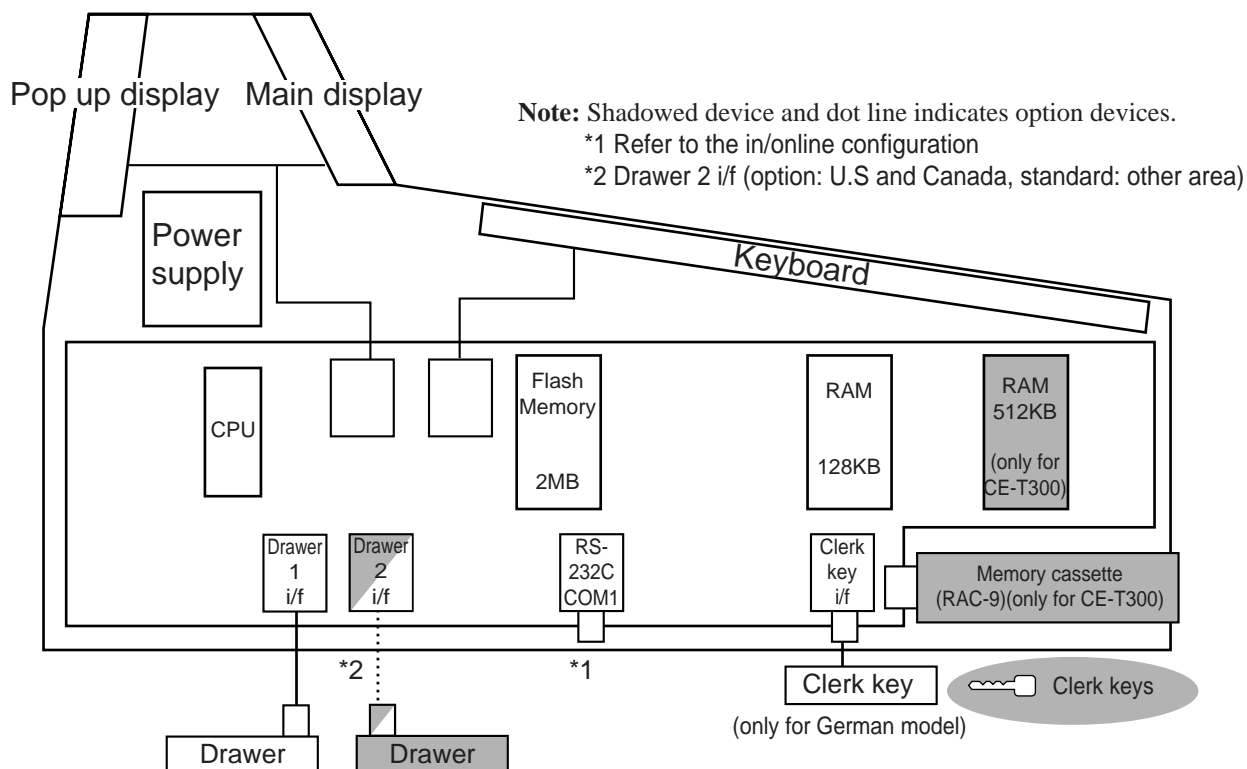 Pop up display
Main display
Note: Shadowed device and dot line indicates option devices.
*1 Refer to the in/online configuration
*2 Drawer 2 i/f (option: U.S and Canada, standard: other area)
Power
supply
Keyboard
CPU
Flash
Memory
2MB
RAM
128KB
RAM
512KB
(only for
CE-T300)
Drawer
1
i/f
Drawer
2
i/f
RS-
232C
COM1
Clerk
key
i/f
Memory cassette
(RAC-9)(only for CE-T300)
*2
*1
Clerk key
(only for German model)
Clerk keys
Drawer
Drawer